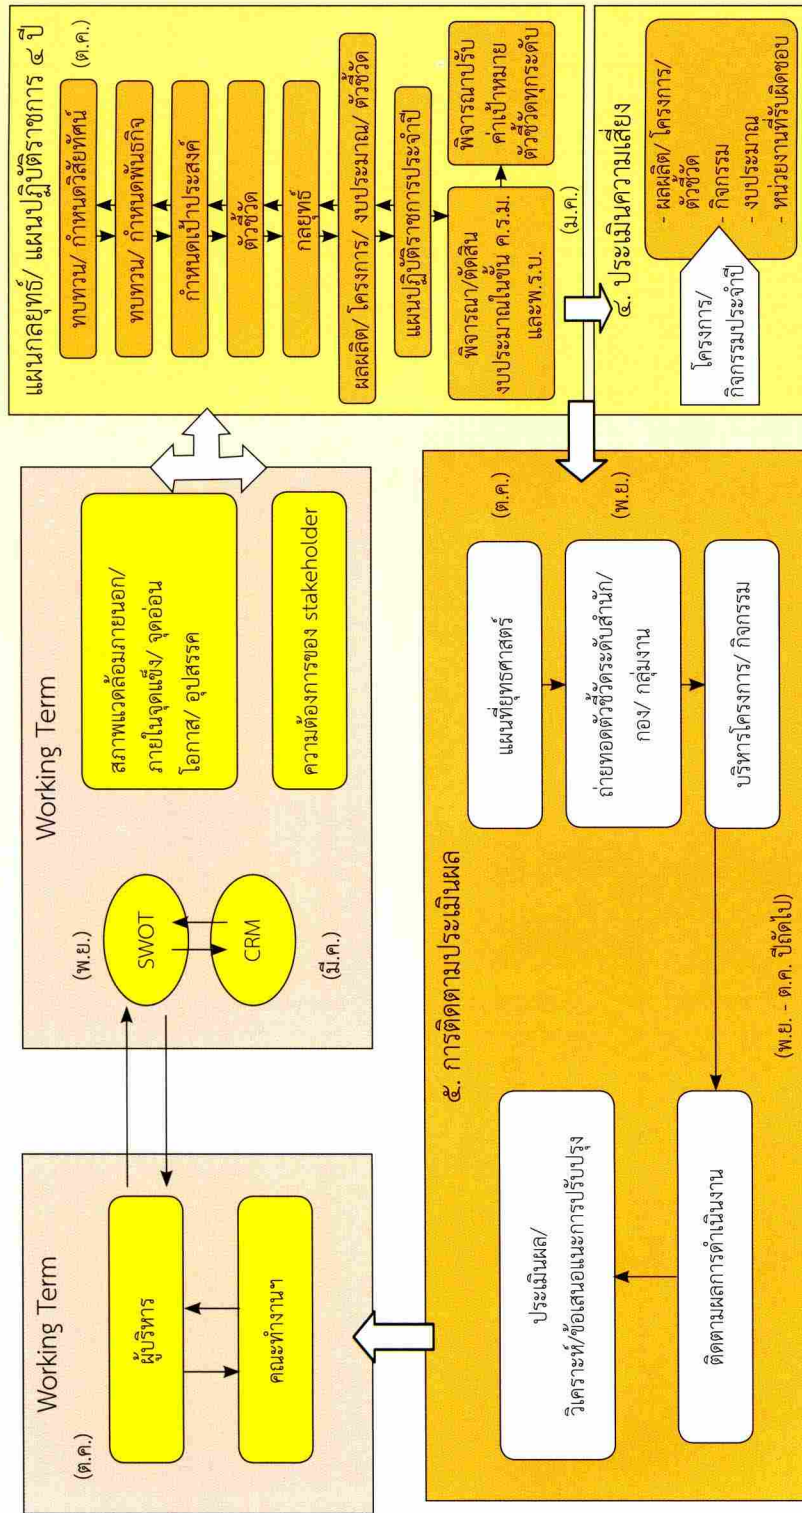 Working Term
(ต.ค.)
ผู้บริหาร
คณะทำงานฯ
Working Term
(พ.ย.)
SWOT
CRM
(มี.ค.)
สภาพแวดล้อมภายนอก/
ภายในจุดแข็ง/ จุดอ่อน
โอกาส/ อุปสรรค
ความต้องการของ stakeholder
แผนกลยุทธ์/ แผนปฏิบัติราชการ ๔ ปี
(ต.ค.)
ทบทวน/ กำหนดวิสัยทัศน์
ทบทวน/ กำหนดพันธกิจ
กำหนดเป้าประสงค์
ตัวชี้วัด
กลยุทธ์
ผลผลิต/ โครงการ/ งบประมาณ/ ตัวชี้วัด
แผนปฏิบัติราชการประจำปี
พิจารณา/ตัดสิน
งบประมาณในชั้น ค.ร.ม.
และพ.ร.บ.
พิจารณาปรับ
ค่าเป้าหมาย
ตัวชี้วัดทุกระดับ
(ม.ค.)
๔. ประเมินความเสี่ยง
โครงการ/
กิจกรรมประจำปี
- ผลผลิต/ โครงการ/
ตัวชี้วัด
- กิจกรรม
- งบประมาณ
- หน่วยงานที่รับผิดชอบ
๕. การติดตามประเมินผล
แผนที่ยุทธศาสตร์
(ต.ค.)
ถ่ายทอดตัวชี้วัดระดับสำนัก/
กอง/ กลุ่มงาน
(พ.ย.)
บริหารโครงการ/ กิจกรรม
(พ.ย. - ต.ค. ปีถัดไป)
ติดตามผลการดำเนินงาน
ประเมินผล/
วิเคราะห์/ข้อเสนอแนะการปรับปรุง